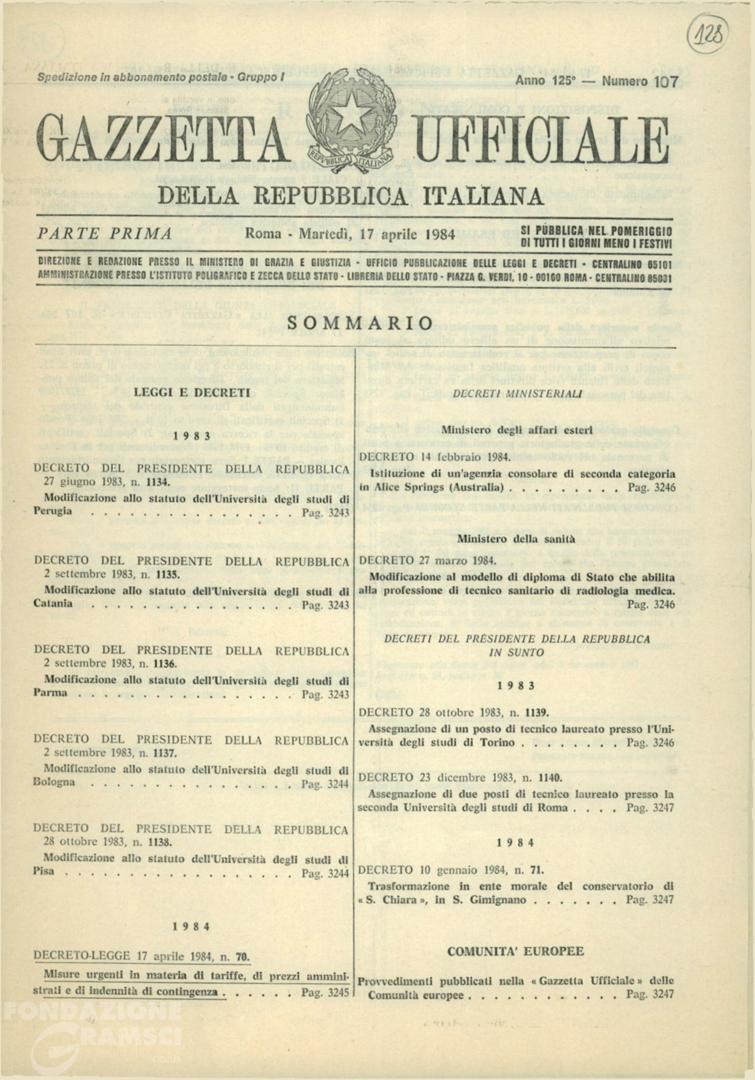 128
Spedizione in abbonamento postale - Gruppo I
Anno 125° — Numero 107
GAZZETTA UFFICIALE
REPVBBLICA ITALIANA
DELLA REPUBBLICA ITALIANA
PARTE PRIMA
Roma - Martedì, 17 aprile 1984
SI PUBBLICA NEL POMERIGGIO
DI TUTTI I GIORNI MENO I FESTIVI
DIREZIONE E REDAZIONE PRESSO IL MINISTERO DI GRAZIA E GIUSTIZIA - UFFICIO PUBBLICAZIONE DELLE LEGGI E DECRETI - CENTRALINO 65101
AMMINISTRAZIONE PRESSO L'ISTITUTO POLIGRAFICO E ZECCA DELLO STATO - LIBRERIA DELLO STATO - PIAZZA G. VERDI, 10 - 00100 ROMA - CENTRALINO 85031
SOMMARIO
LEGGI E DECRETI
1983
DECRETO DEL PRESIDENTE DELLA REPUBBLICA
27 giugno 1983, n. 1134.
Modificazione allo statuto dell'Università degli studi di
Perugia . . . . . . . . . . . . . . . . Pag. 3243
DECRETO DEL PRESIDENTE DELLA REPUBBLICA
2 settembre 1983, n. 1135.
Modificazione allo statuto dell'Università degli studi di
Catania . . . . . . . . . . . . . . . . Pag. 3243
DECRETO DEL PRESIDENTE DELLA REPUBBLICA
2 settembre 1983, n. 1136.
Modificazione allo statuto dell'Università degli studi di
Parma . . . . . . . . . . . . . . . . . Pag. 3243
DECRETO DEL PRESIDENTE DELLA REPUBBLICA
2 settembre 1983, n. 1137.
Modificazione allo statuto dell'Università degli studi di
Bologna . . . . . . . . . . . . . . . . Pag. 3244
DECRETO DEL PRESIDENTE DELLA REPUBBLICA
28 ottobre 1983, n. 1138.
Modificazione allo statuto dell'Università degli studi di
Pisa . . . . . . . . . . . . . . . . . . Pag. 3244
1984
DECRETO-LEGGE 17 aprile 1984, n. 70.
Misure urgenti in materia di tariffe, di prezzi ammini-
strati e di indennità di contingenza . . . . . . Pag. 3245
DECRETI MINISTERIALI
Ministero degli affari esteri
DECRETO 14 febbraio 1984.
Istituzione di un'agenzia consolare di seconda categoria
in Alice Springs (Australia) . . . . . . . . . Pag. 3246
Ministero della sanità
DECRETO 27 marzo 1984.
Modificazione al modello di diploma di Stato che abilita
alla professione di tecnico sanitario di radiologia medica.
Pag. 3246
DECRETI DEL PRESIDENTE DELLA REPUBBLICA
IN SUNTO
1983
DECRETO 28 ottobre 1983, n. 1139.
Assegnazione di un posto di tecnico laureato presso l'Uni-
versità degli studi di Torino . . . . . . . . Pag. 3246
DECRETO 23 dicembre 1983, n. 1140.
Assegnazione di due posti di tecnico laureato presso la
seconda Università degli studi di Roma . . . . Pag. 3247
1984
DECRETO 10 gennaio 1984, n. 71.
Trasformazione in ente morale del conservatorio di
« S. Chiara », in S. Gimignano . . . . . . . Pag. 3247
COMUNITA' EUROPEE
Provvedimenti pubblicati nella « Gazzetta Ufficiale » delle
Comunità europee . . . . . . . . . . . . Pag. 3247
FONDAZIONE
GRAMSCI